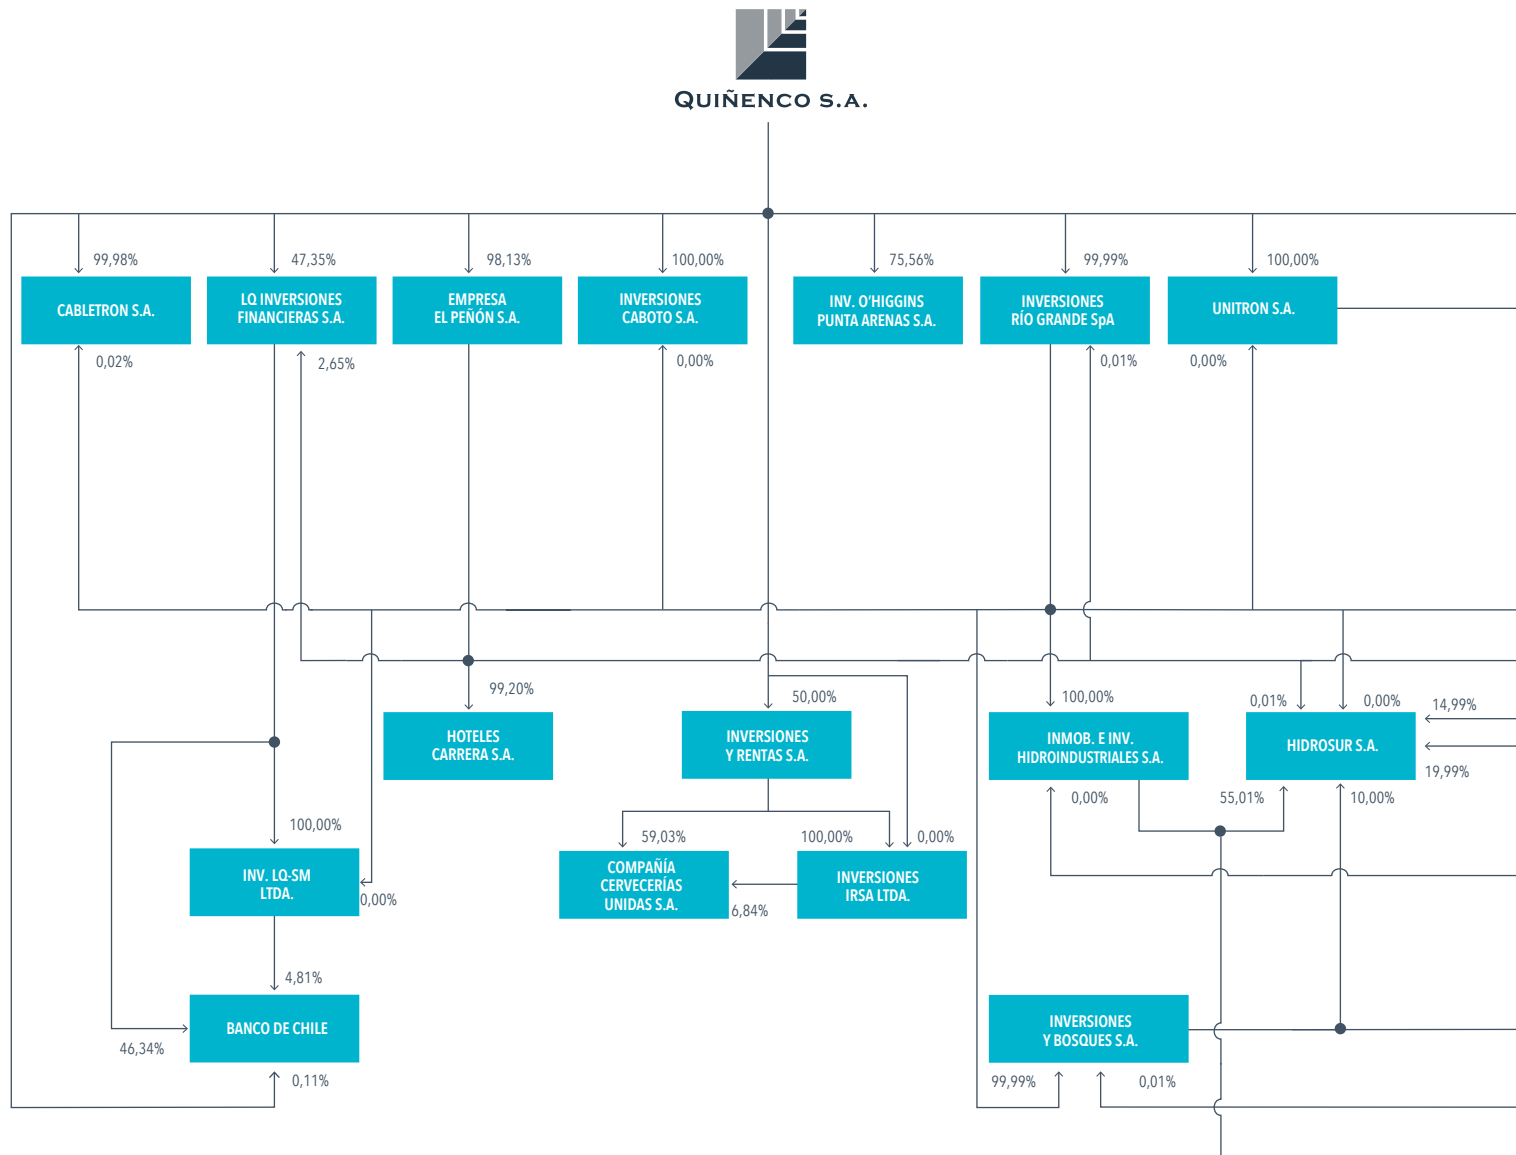 QUIÑENCO S.A.
99,98%
47,35%
98,13%
100,00%
75,56%
99,99%
100,00%
CABLETRON S.A.
LQ INVERSIONES
FINANCIERAS S.A.
EMPRESA
EL PEÑÓN S.A.
INVERSIONES
CABOTO S.A.
INV. O'HIGGINS
PUNTA ARENAS S.A.
INVERSIONES
RÍO GRANDE SpA
UNITRON S.A.
0,02%
2,65%
0,00%
0,01%
0,00%
99,20%
50,00%
100,00%
0,01%
0,00%
14,99%
HOTELES
CARRERA S.A.
INVERSIONES
Y RENTAS S.A.
INMOB. E INV.
HIDROINDUSTRIALES S.A.
HIDROSUR S.A.
19,99%
0,00%
55,01%
10,00%
100,00%
59,03%
100,00%
0,00%
INV. LQ-SM
LTDA.
0,00%
COMPAÑÍA
CERVECERÍAS
UNIDAS S.A.
6,84%
INVERSIONES
IRSA LTDA.
4,81%
BANCO DE CHILE
46,34%
0,11%
INVERSIONES
Y BOSQUES S.A.
99,99%
0,01%